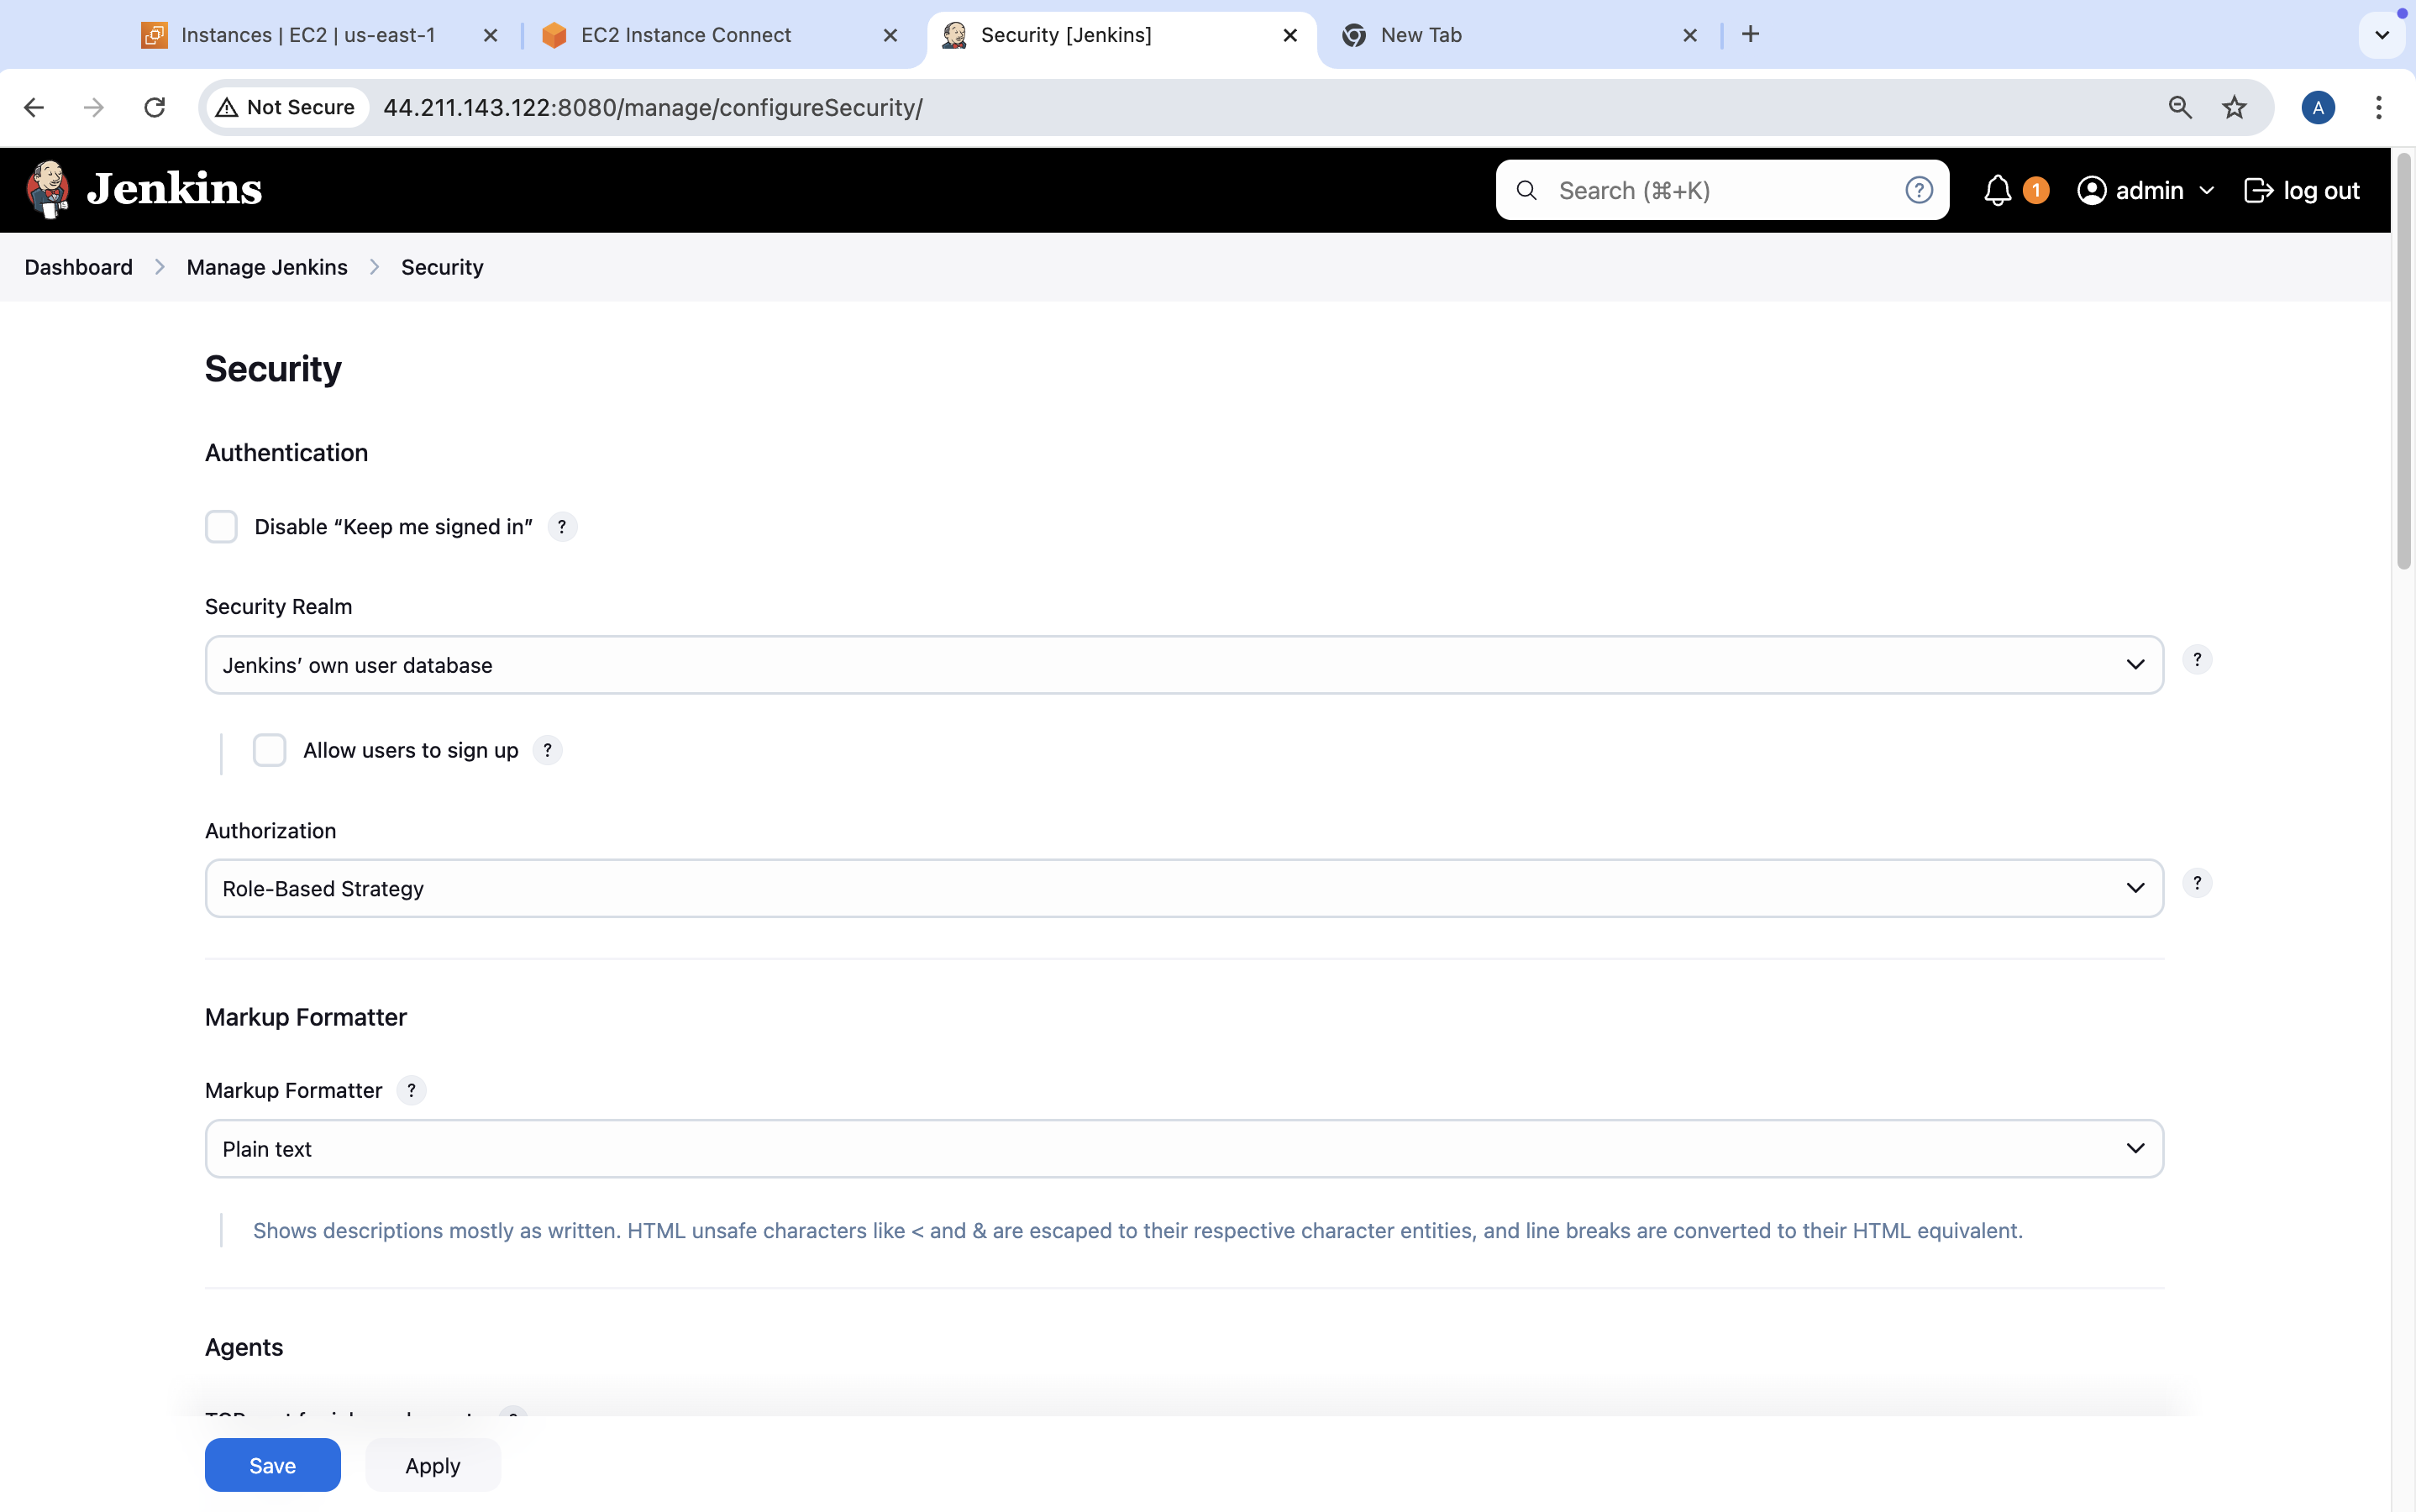 Instances | EC2 | us-east-1
EC2 Instance Connect
Security [Jenkins]
New Tab
Not Secure 44.211.143.122:8080/manage/configureSecurity/
A
Jenkins
Search (⌘+K)
?
1
admin
log out
Dashboard > Manage Jenkins > Security
Security
Authentication
Disable “Keep me signed in” ?
Security Realm
Jenkins’ own user database
?
Allow users to sign up ?
Authorization
Role-Based Strategy
?
Markup Formatter
Markup Formatter ?
Plain text
Shows descriptions mostly as written. HTML unsafe characters like < and & are escaped to their respective character entities, and line breaks are converted to their HTML equivalent.
Agents
Save
Apply